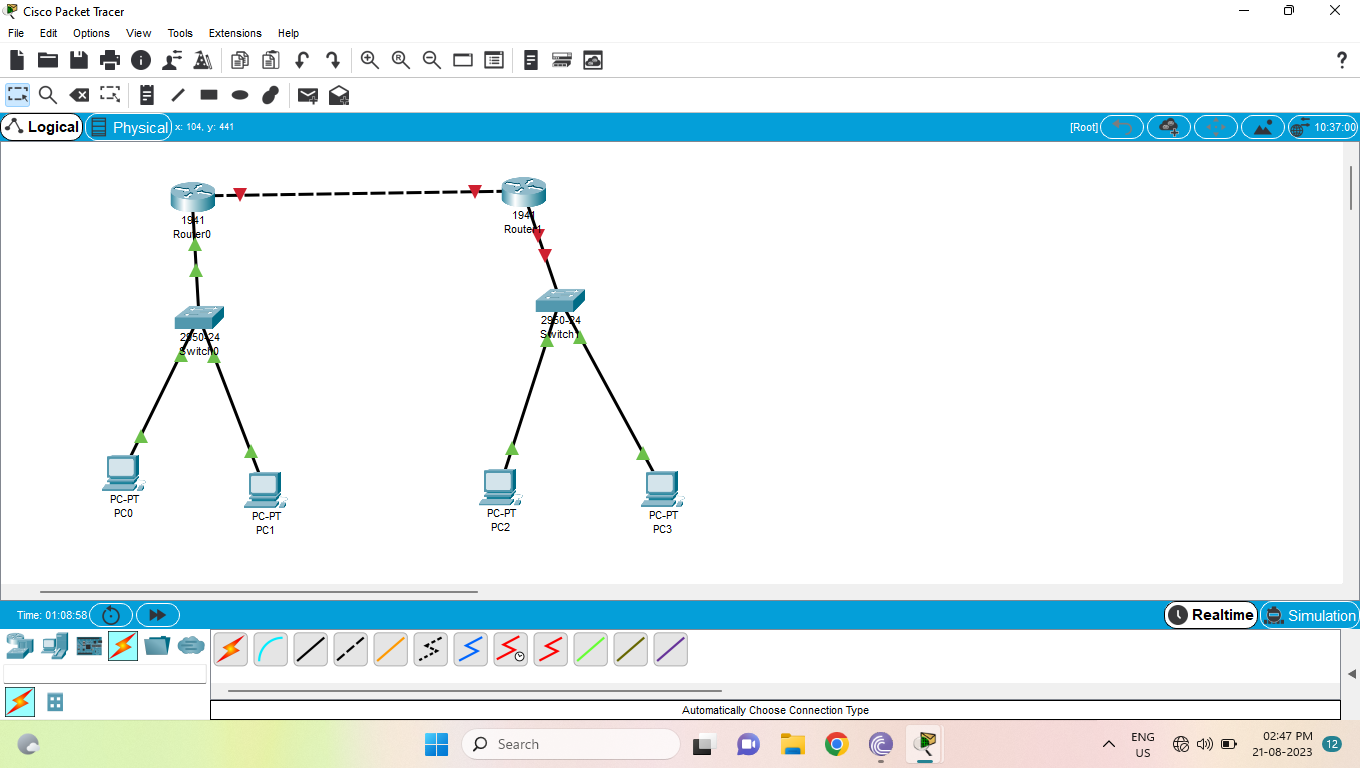 Cisco Packet Tracer
File Edit Options View Tools Extensions Help
Logical Physical x: 104, y: 441 [Root] 10:37:00
1941
Router0
1941
Router1
2950-24
Switch0
2950-24
Switch1
PC-PT
PC0
PC-PT
PC1
PC-PT
PC2
PC-PT
PC3
Time: 01:08:58 Realtime Simulation
Automatically Choose Connection Type
Search
ENG
US
02:47 PM
21-08-2023
12